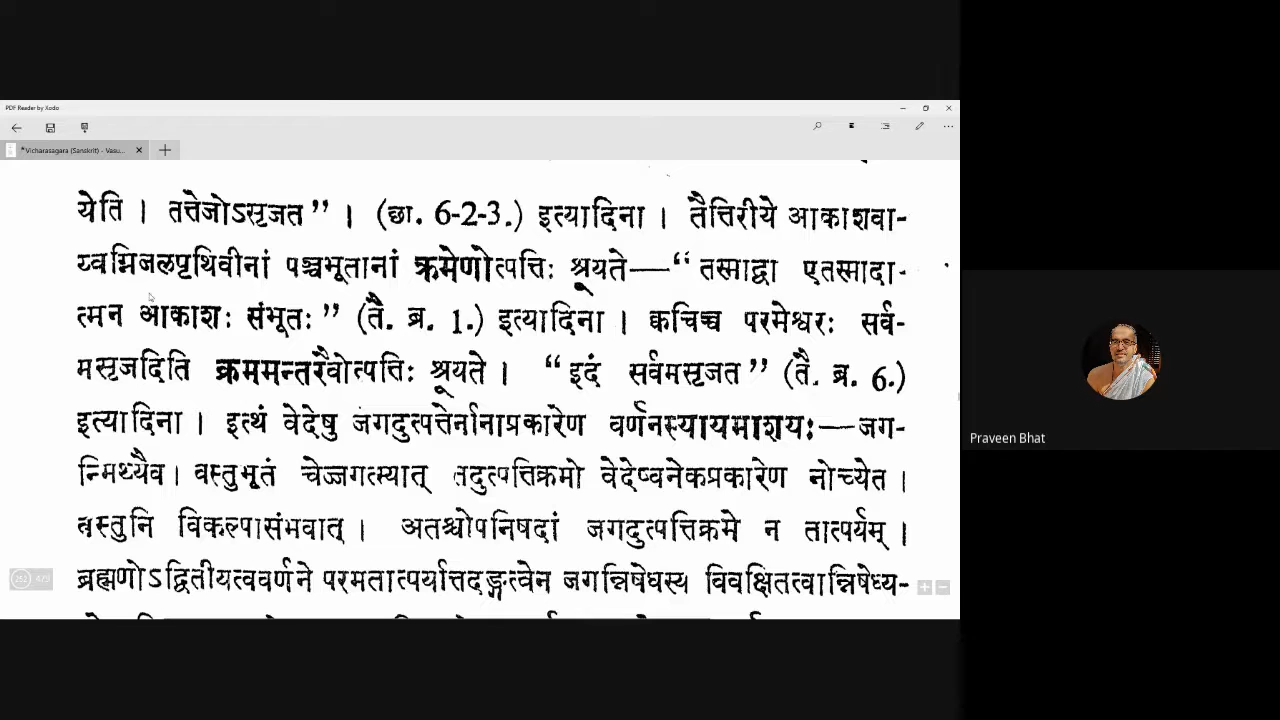 PDF Reader by Xodo
*Vicharasagara (Sanskrit) - Vasu...
येति । तत्तेजोऽसृजत” । (छा. 6-2-3.) इत्यादिना । तैत्तिरीये आकाशवा-
य्वग्निजलपृथिवीनां पञ्चभूतानां क्रमेणोत्पत्तिः श्रूयते—“तस्माद्वा एतस्मादा-
त्मन आकाशः संभूतः” (तै. ब्र. 1.) इत्यादिना । क्वचिच्च परमेश्वरः सर्व-
मसृजदिति क्रममन्तरैवोत्पत्तिः श्रूयते । “इदं सर्वमसृजत” (तै. ब्र. 6.)
इत्यादिना । इत्थं वेदेषु जगदुत्पत्तेर्नानाप्रकारेण वर्णनस्यायमाशयः—जग-
न्मिथ्यैव । वस्तुभूतं चेज्जगत्स्यात् तदुत्पत्तिक्रमो वेदेष्वनेकप्रकारेण नोच्येत ।
वस्तुनि विकल्पासंभवात् । अतश्चोपनिषदां जगदुत्पत्तिक्रमे न तात्पर्यम् ।
ब्रह्मणोऽद्वितीयत्ववर्णने परमतात्पर्यात्तदङ्गत्वेन जगन्निषेधस्य विवक्षितत्वान्निषेध्य-
Praveen Bhat